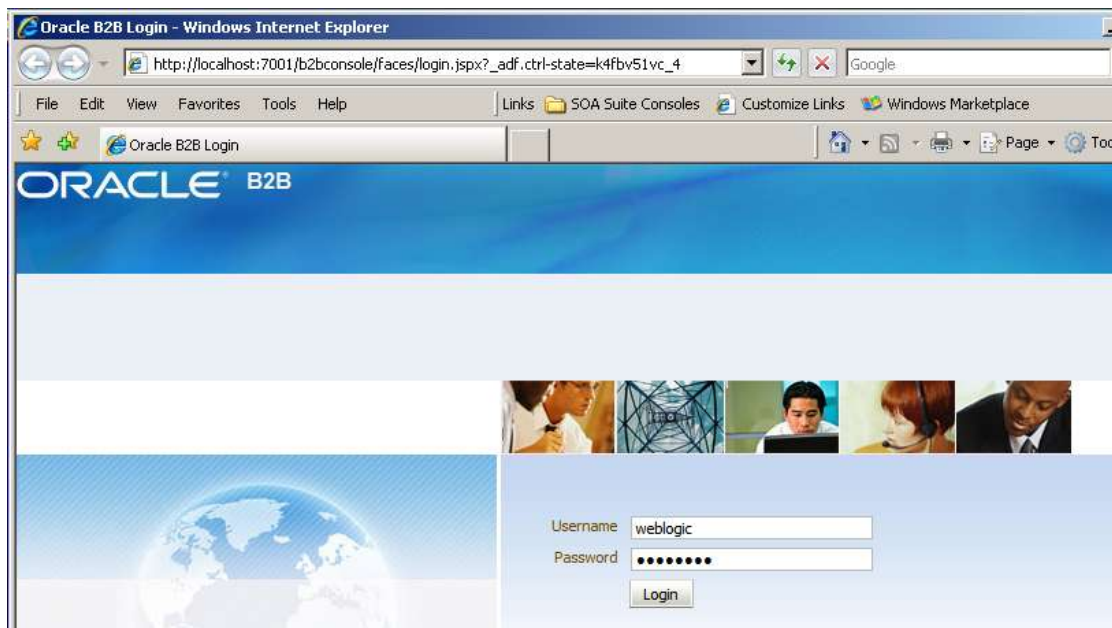 Oracle B2B Login - Windows Internet Explorer
http://localhost:7001/b2bconsole/faces/login.jspx?_adf.ctrl-state=k4fbv51vc_4
Google
File Edit View Favorites Tools Help
Links SOA Suite Consoles Customize Links Windows Marketplace
Oracle B2B Login
Page Too
ORACLE B2B
Username weblogic
Password ••••••••
Login